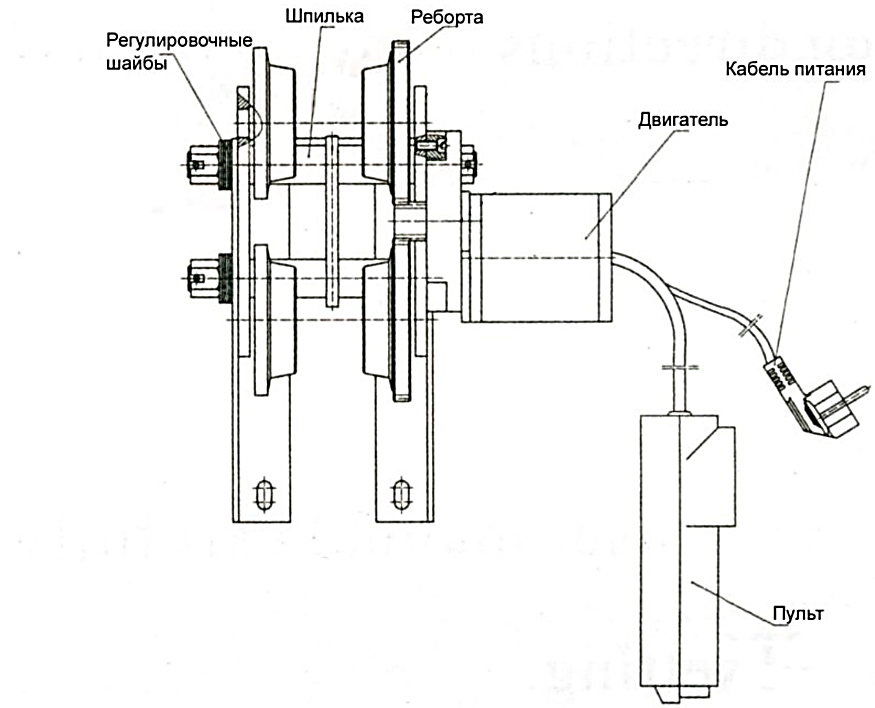 Шпилька
Реборта
Регулировочные
шайбы
Кабель питания
Двигатель
Пульт